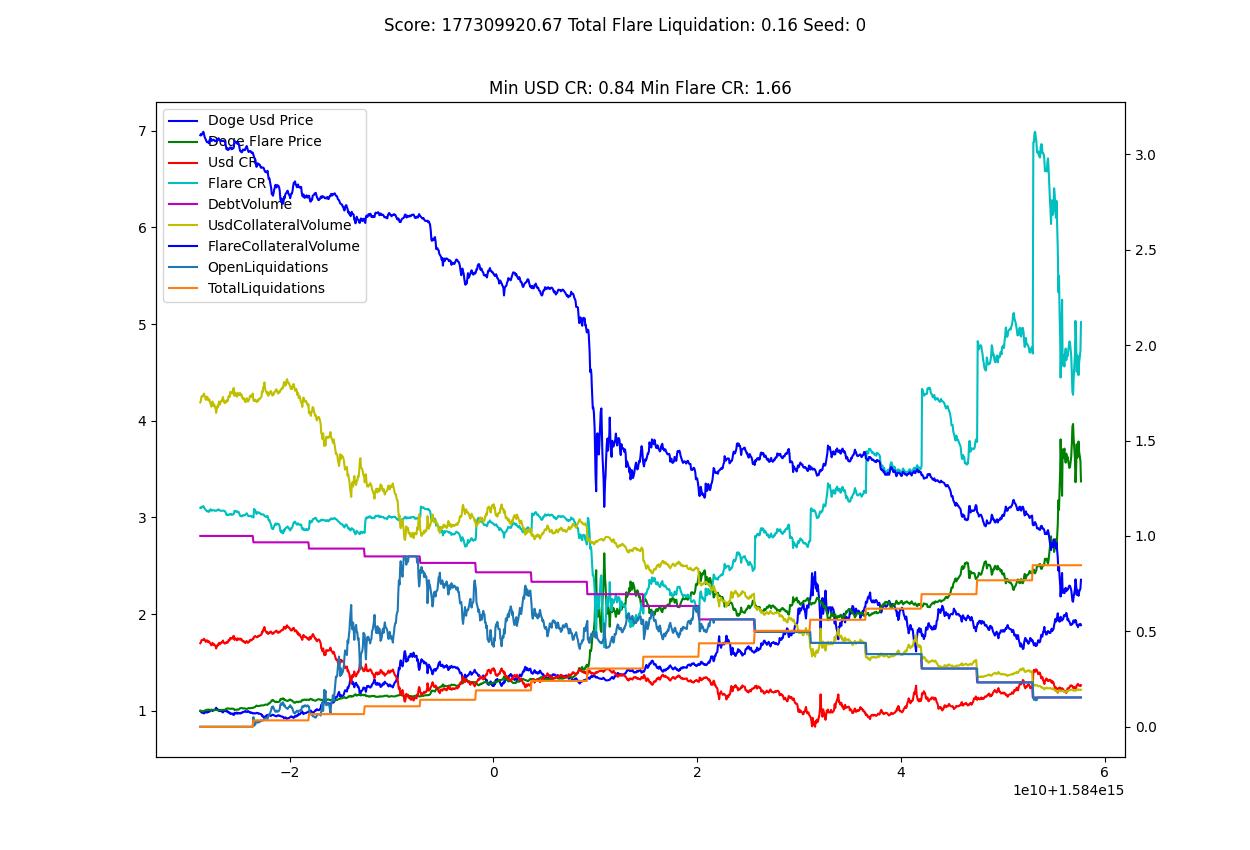 Score: 177309920.67 Total Flare Liquidation: 0.16 Seed: 0
Min USD CR: 0.84 Min Flare CR: 1.66
Doge Usd Price
Doge Flare Price
Usd CR
Flare CR
DebtVolume
UsdCollateralVolume
FlareCollateralVolume
OpenLiquidations
TotalLiquidations
7
6
5
4
3
2
1
3.0
2.5
2.0
1.5
1.0
0.5
0.0
−2
0
2
4
6
1e10+1.584e15